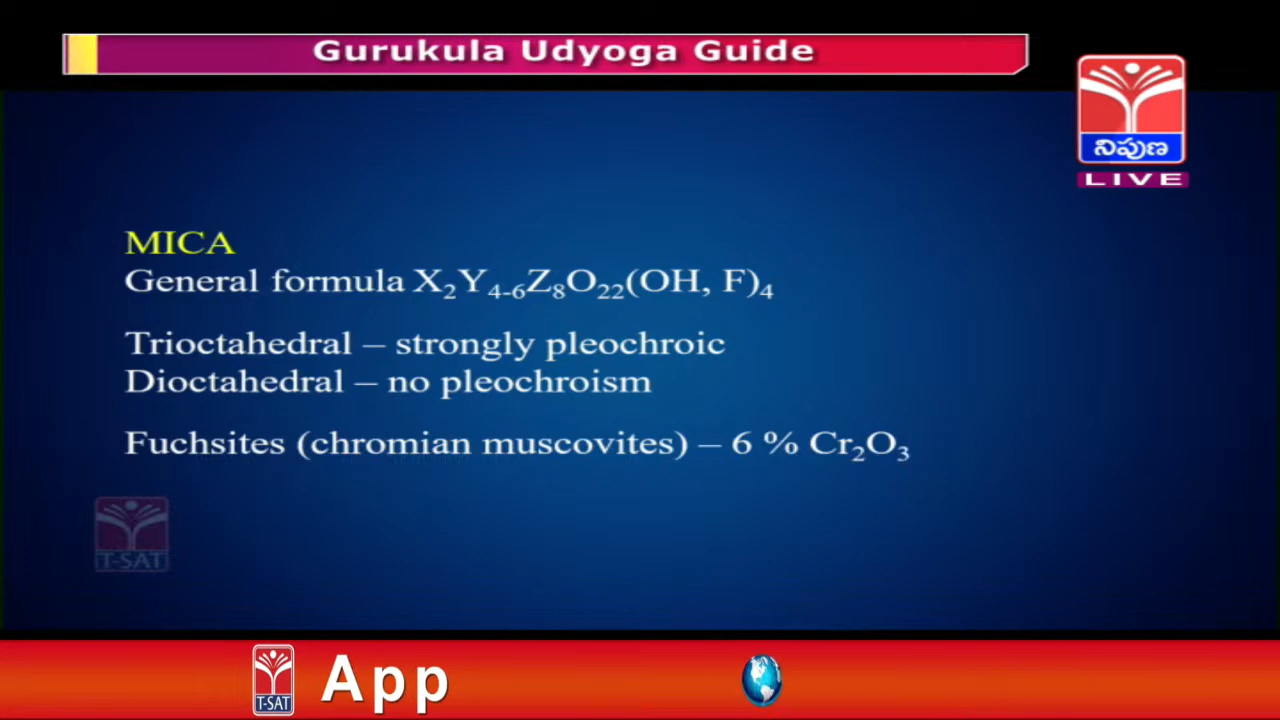 Gurukula Udyoga Guide
నిపుణ
LIVE
MICA
General formula X₂Y₄₋₆Z₈O₂₂(OH, F)₄
Trioctahedral – strongly pleochroic
Dioctahedral – no pleochroism
Fuchsites (chromian muscovites) – 6 % Cr₂O₃
T-SAT
T-SAT
App